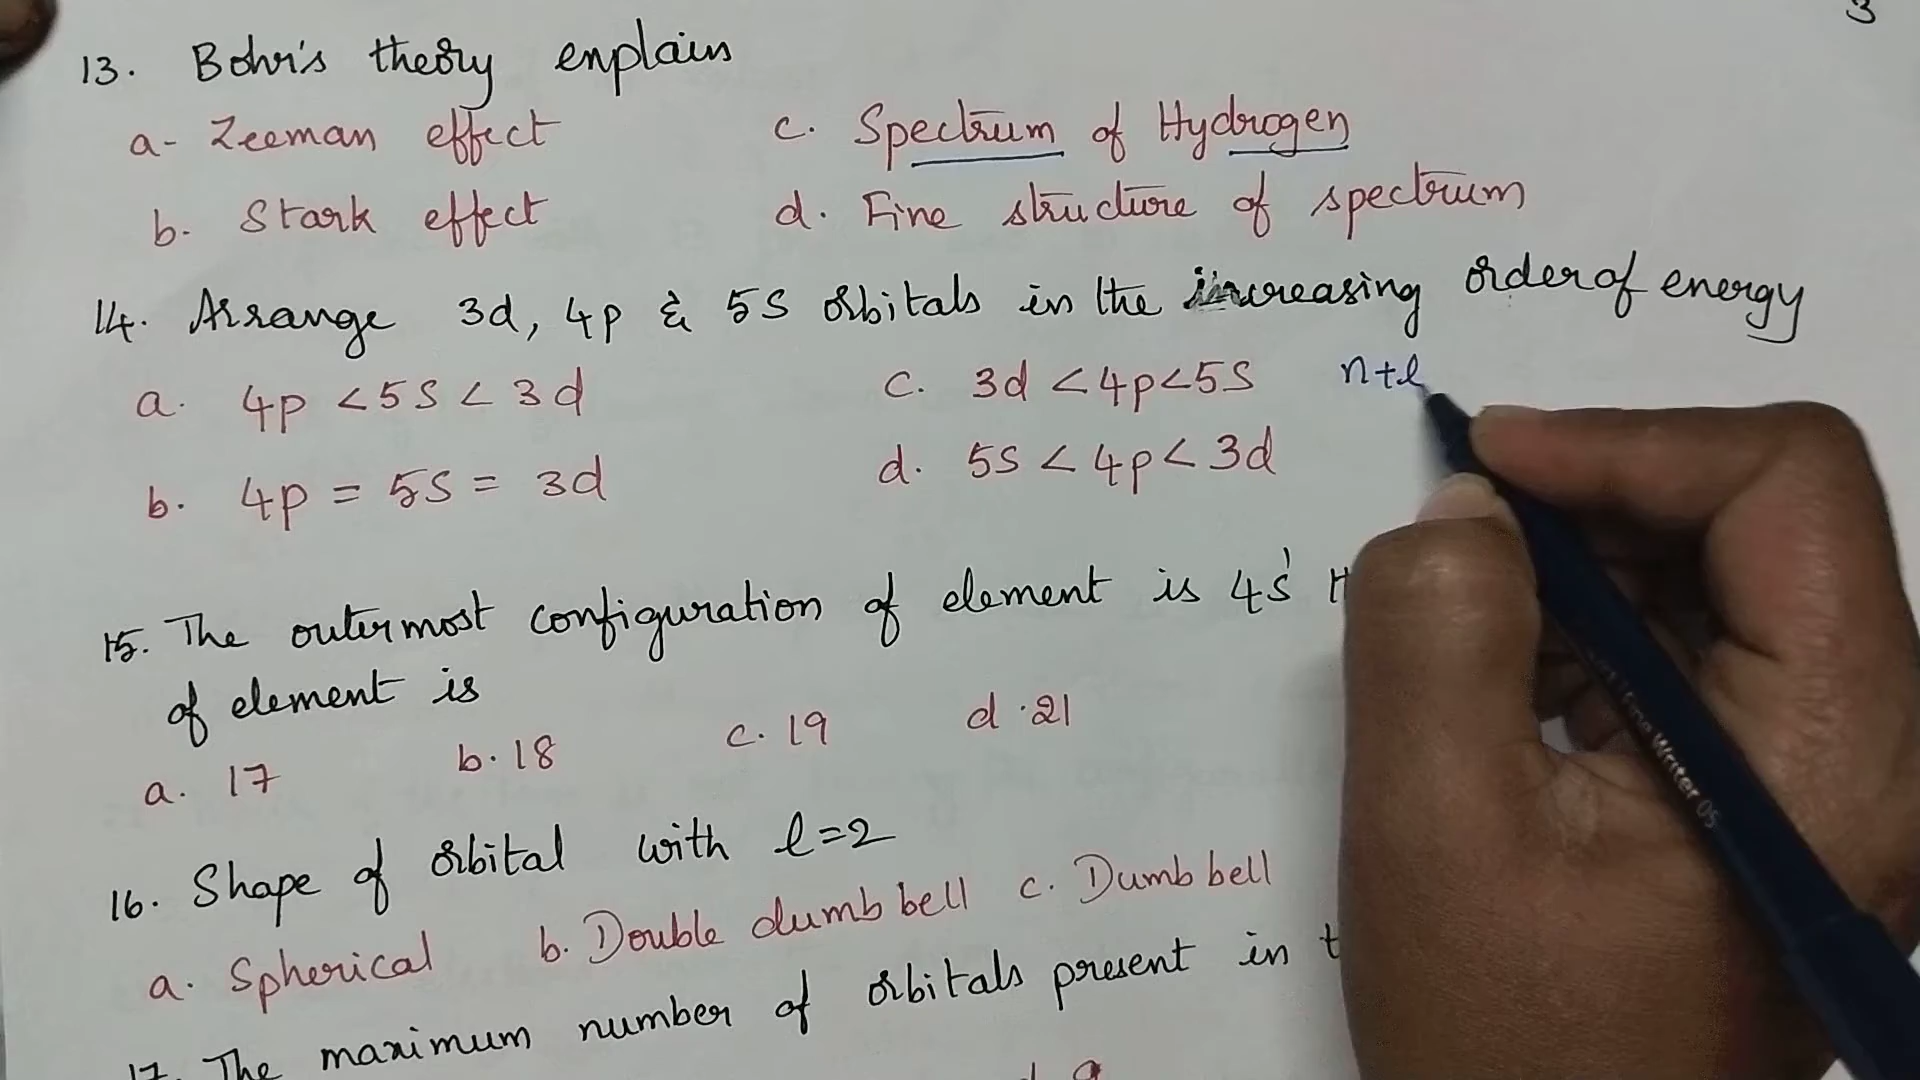 3
13. Bohr's theory enplains
a- Zeeman effect c. Spectrum of Hydrogen
b. Stark effect d. Fine structure of spectrum
14. Arrange 3d, 4p & 5S orbitals in the increasing order of energy
a. 4p < 5S < 3d c. 3d < 4p < 5S n+l
b. 4p = 5S = 3d d. 5S < 4p < 3d
15. The outermost configuration of element is 4s¹
of element is
a. 17 b. 18 c. 19 d. 21
16. Shape of orbital with l=2
a. Spherical b. Double dumb bell c. Dumb bell
17. The maximum number of orbitals present in